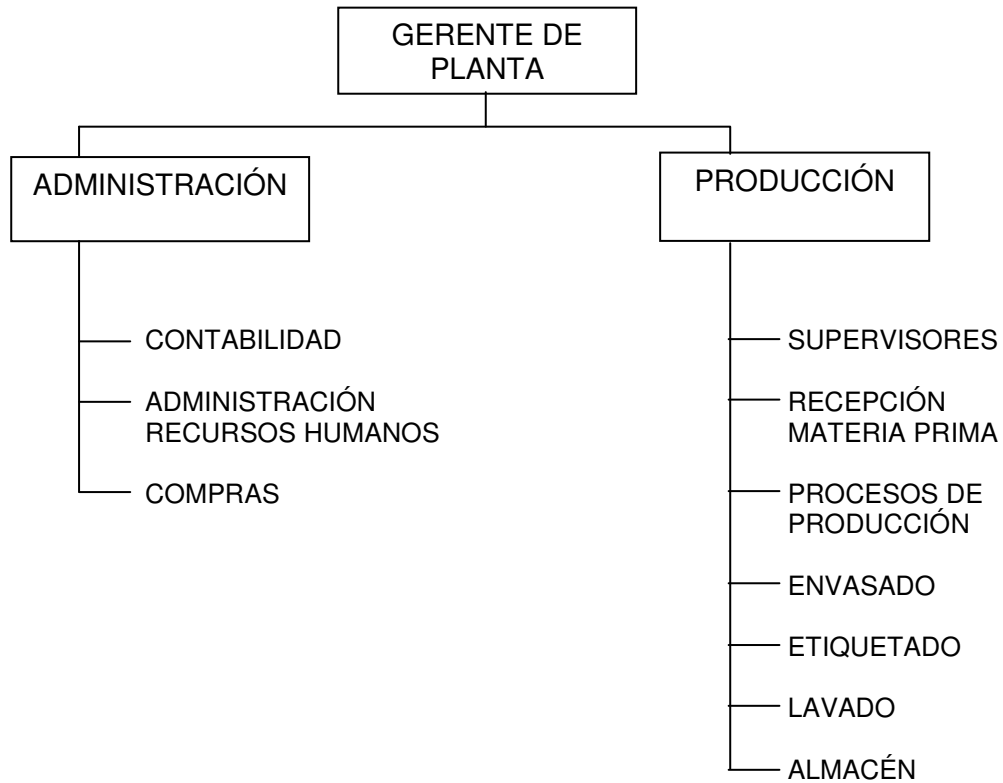 GERENTE DE
PLANTA
ADMINISTRACIÓN
PRODUCCIÓN
CONTABILIDAD
ADMINISTRACIÓN
RECURSOS HUMANOS
COMPRAS
SUPERVISORES
RECEPCIÓN
MATERIA PRIMA
PROCESOS DE
PRODUCCIÓN
ENVASADO
ETIQUETADO
LAVADO
ALMACÉN